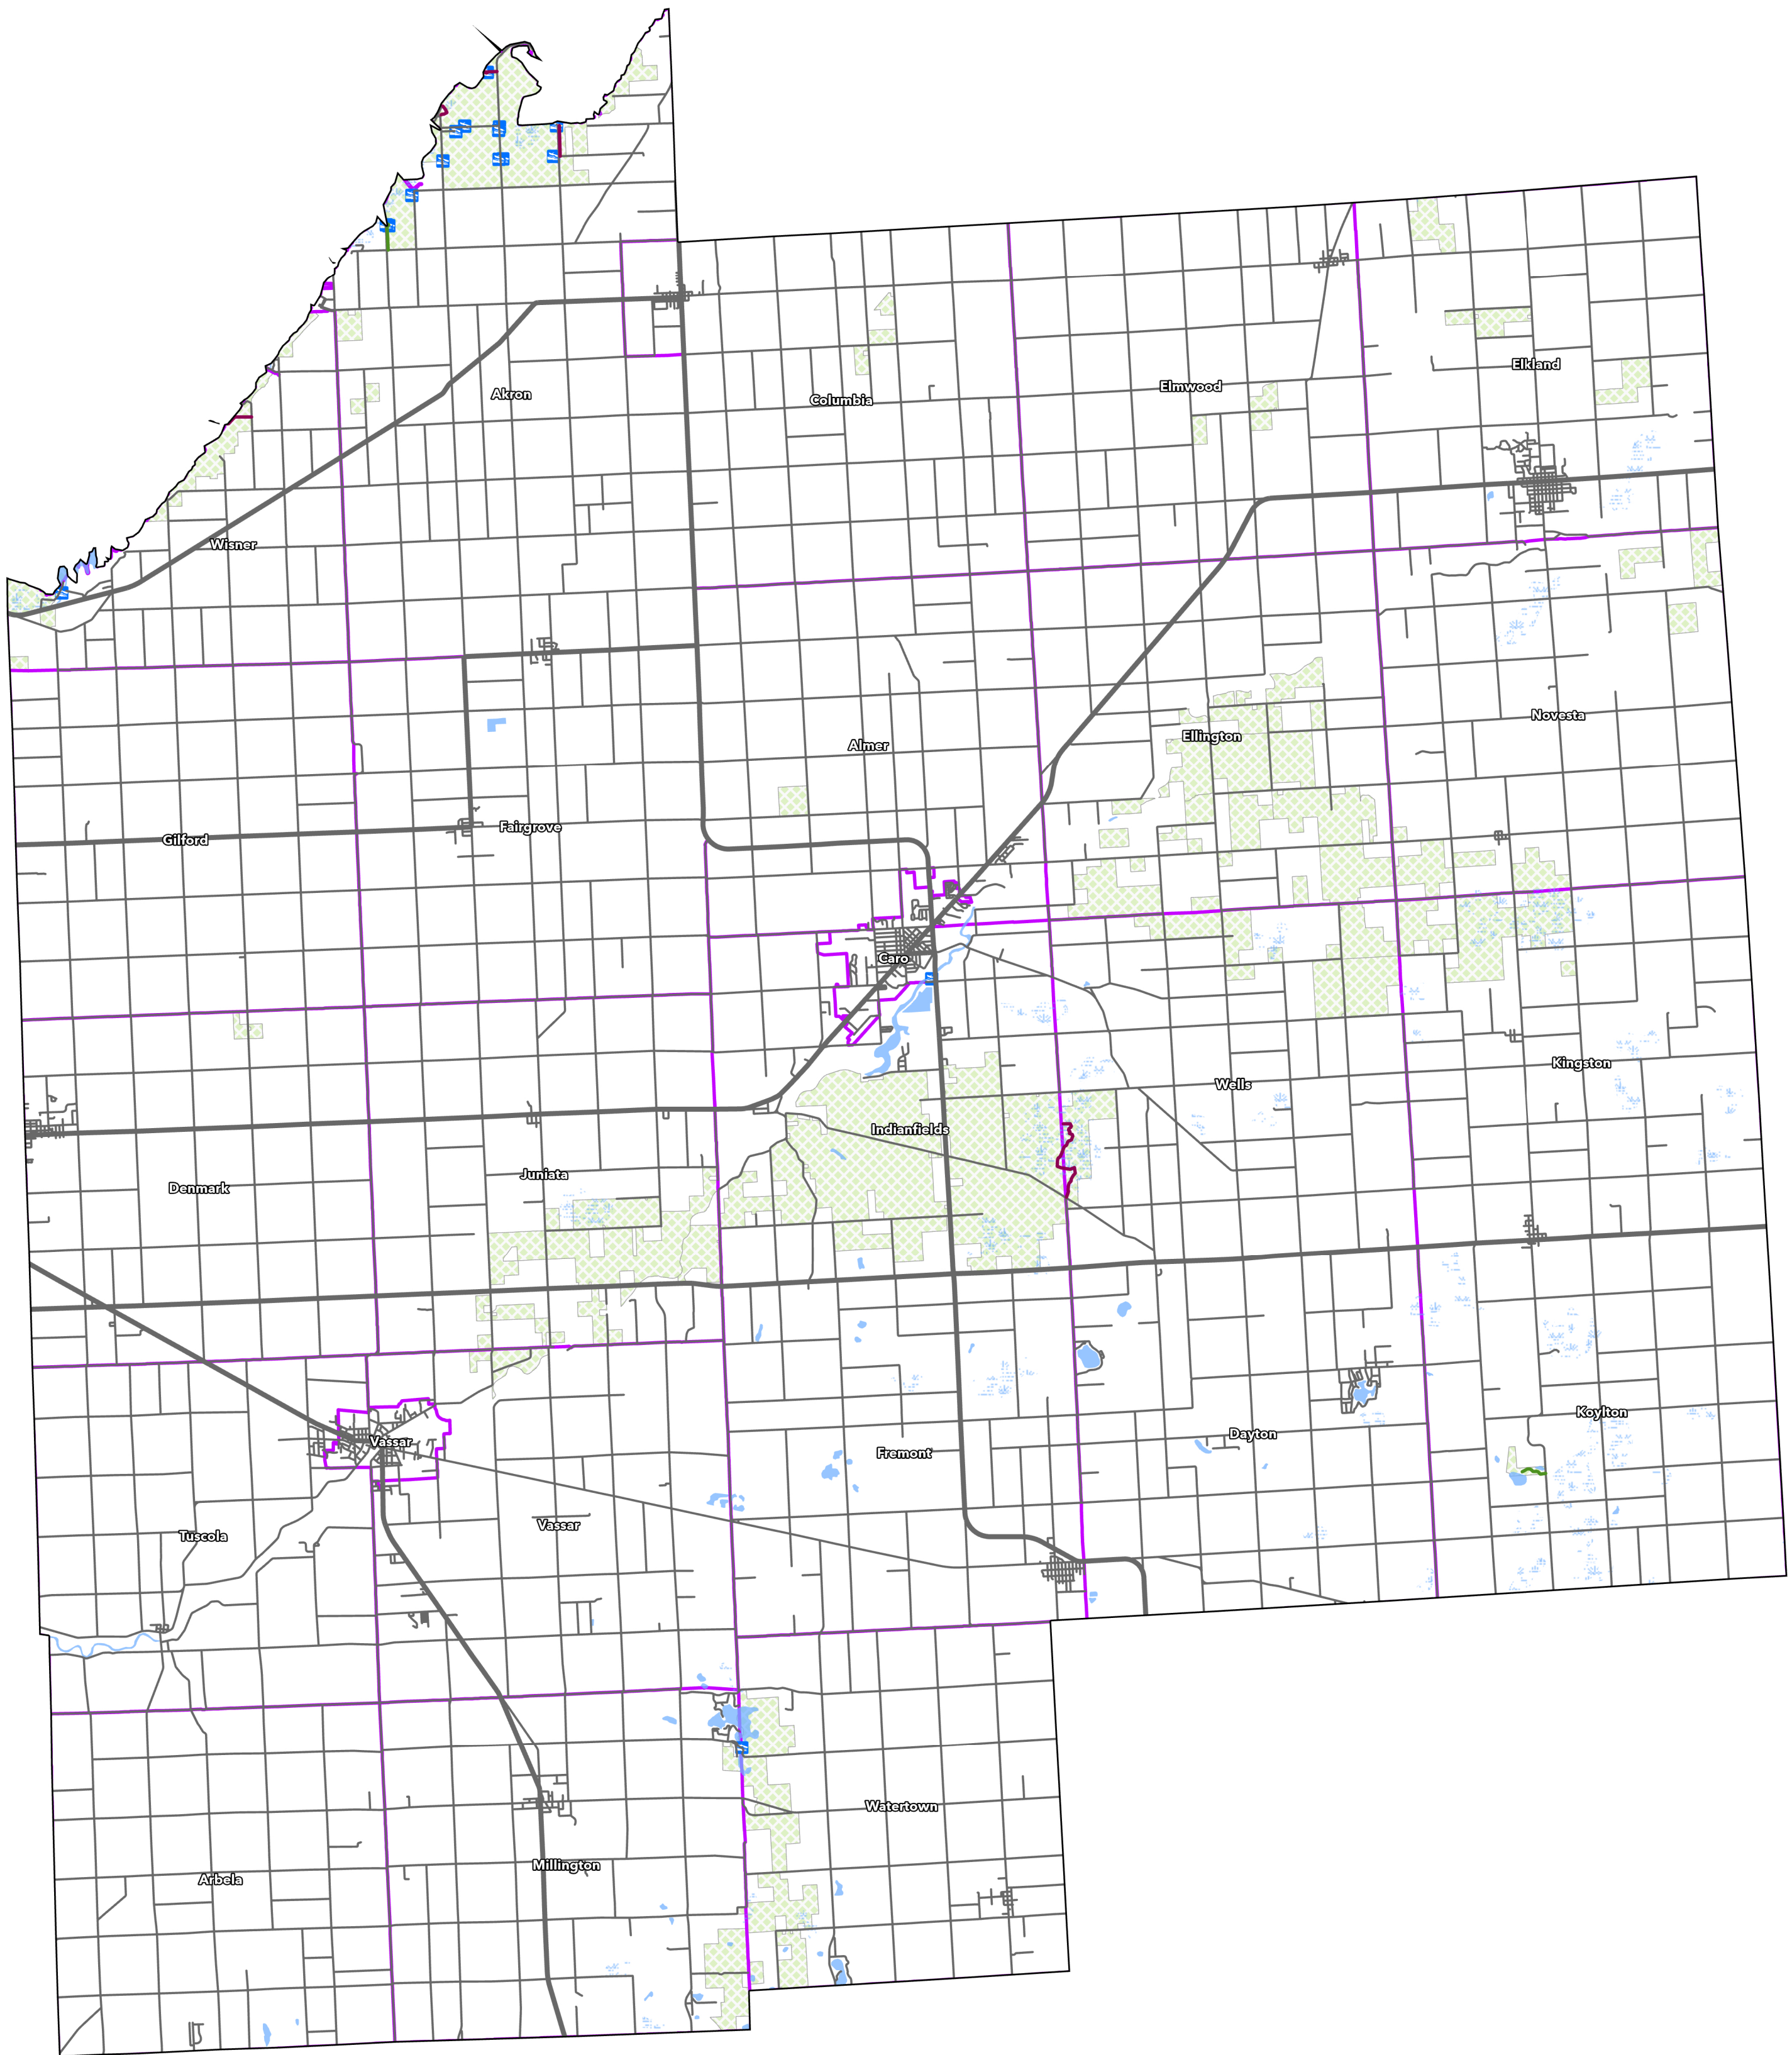 Elkland
Elmwood
Akron
Columbia
Wisner
Novesta
Ellington
Almer
Fairgrove
Gilford
Caro
Kingston
Wells
Indianfields
Juniata
Denmark
Koylton
Dayton
Vassar
Fremont
Vassar
Tuscola
Watertown
Millington
Arbela